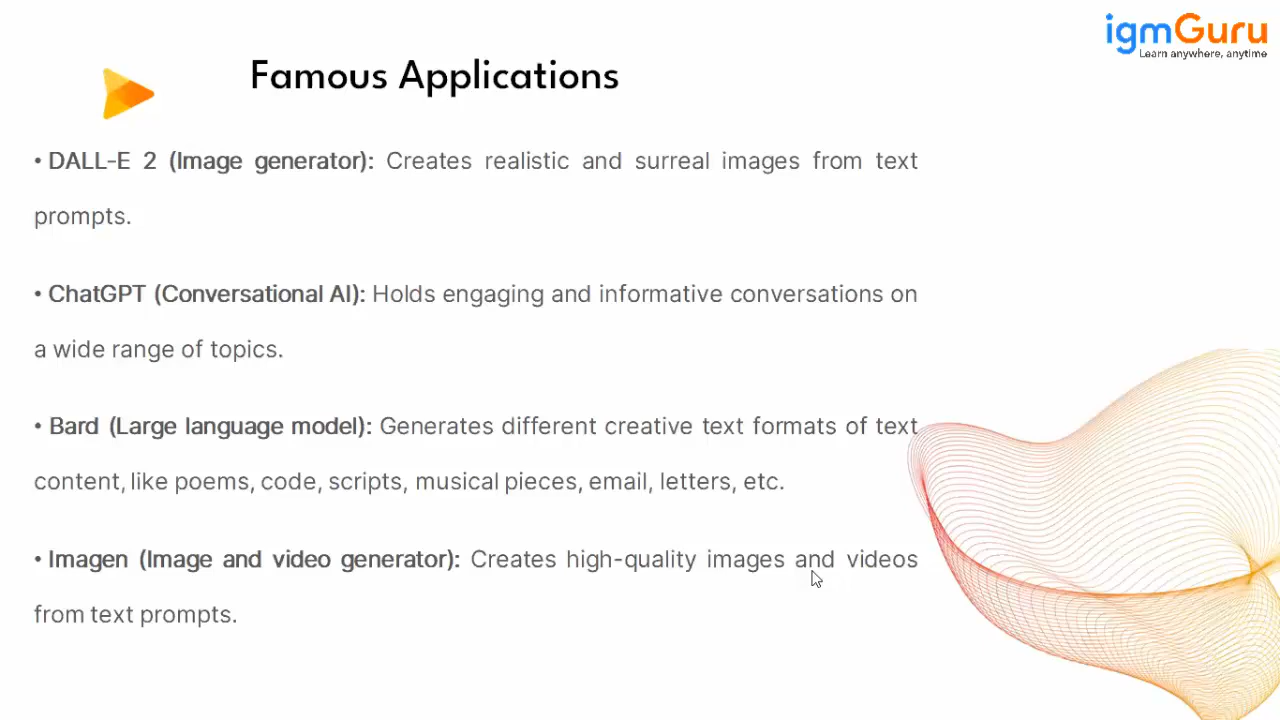 igmGuru
Learn anywhere, anytime
Famous Applications
• DALL-E 2 (Image generator): Creates realistic and surreal images from text
prompts.
• ChatGPT (Conversational AI): Holds engaging and informative conversations on
a wide range of topics.
• Bard (Large language model): Generates different creative text formats of text
content, like poems, code, scripts, musical pieces, email, letters, etc.
• Imagen (Image and video generator): Creates high-quality images and videos
from text prompts.